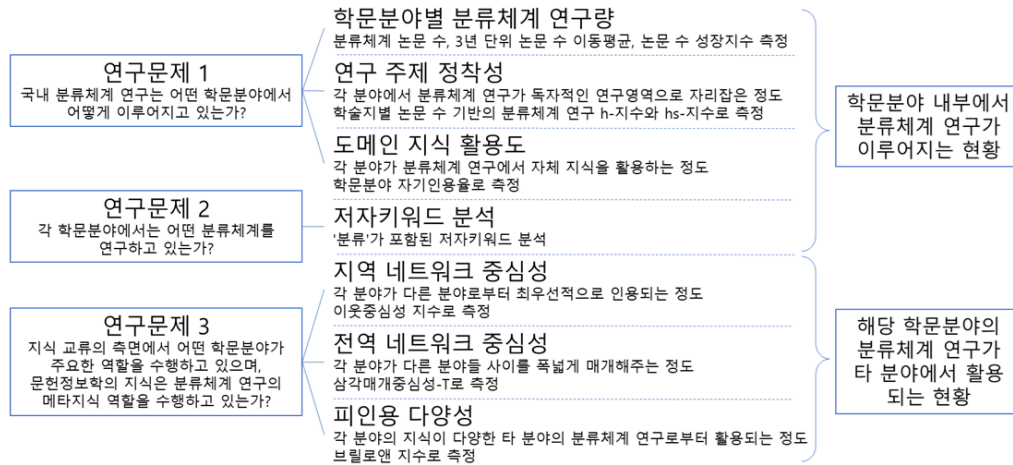 연구문제 1
국내 분류체계 연구는 어떤 학문분야에서
어떻게 이루어지고 있는가?
연구문제 2
각 학문분야에서는 어떤 분류체계를
연구하고 있는가?
연구문제 3
지식 교류의 측면에서 어떤 학문분야가
주요한 역할을 수행하고 있으며,
문헌정보학의 지식은 분류체계 연구의
메타지식 역할을 수행하고 있는가?
학문분야별 분류체계 연구량
분류체계 논문 수, 3년 단위 논문 수 이동평균, 논문 수 성장지수 측정
연구 주제 정착성
각 분야에서 분류체계 연구가 독자적인 연구영역으로 자리잡은 정도
학술지별 논문 수 기반의 분류체계 연구 h-지수와 hs-지수로 측정
도메인 지식 활용도
각 분야가 분류체계 연구에서 자체 지식을 활용하는 정도
학문분야 자기인용율로 측정
저자키워드 분석
'분류'가 포함된 저자키워드 분석
지역 네트워크 중심성
각 분야가 다른 분야로부터 최우선적으로 인용되는 정도
이웃중심성 지수로 측정
전역 네트워크 중심성
각 분야가 다른 분야들 사이를 폭넓게 매개해주는 정도
삼각매개중심성-T로 측정
피인용 다양성
각 분야의 지식이 다양한 타 분야의 분류체계 연구로부터 활용되는 정도
브릴로앤 지수로 측정
학문분야 내부에서
분류체계 연구가
이루어지는 현황
해당 학문분야의
분류체계 연구가
타 분야에서 활용
되는 현황